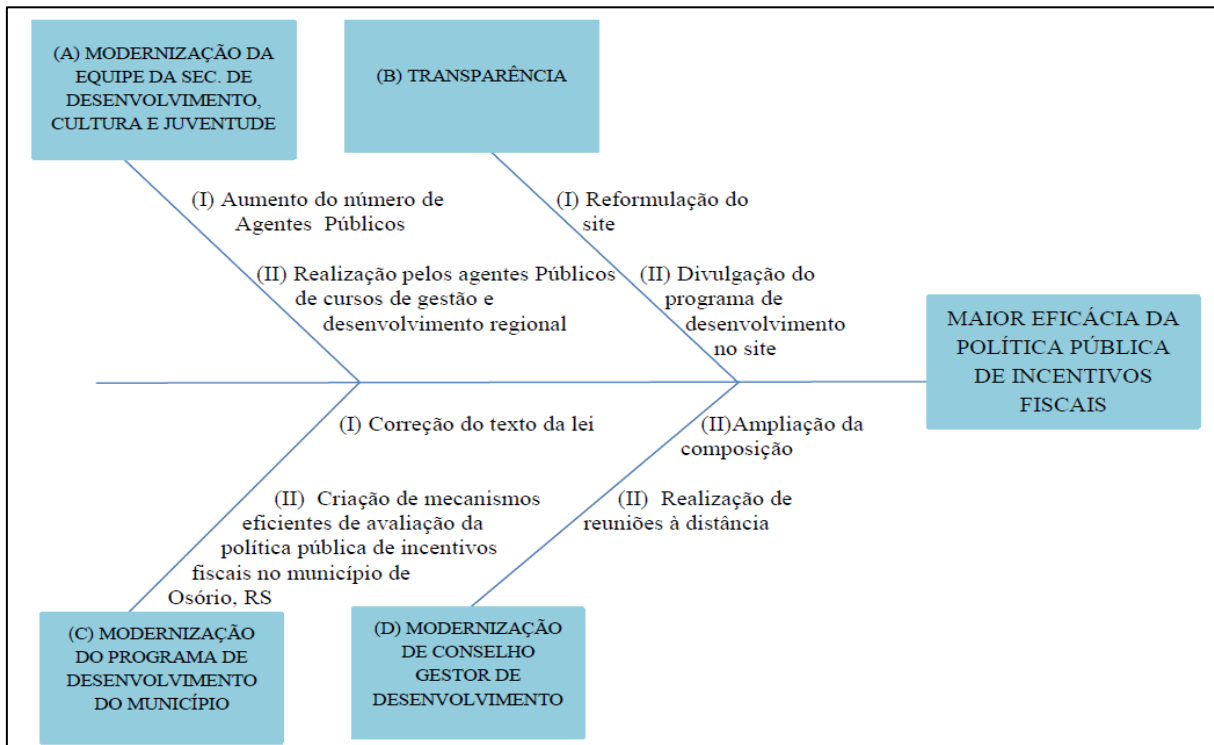 (A) MODERNIZAÇÃO DA
EQUIPE DA SEC. DE
DESENVOLVIMENTO,
CULTURA E JUVENTUDE
(B) TRANSPARÊNCIA
(I) Aumento do número de
Agentes Públicos
(II) Realização pelos agentes Públicos
de cursos de gestão e
desenvolvimento regional
(I) Reformulação do
site
(II) Divulgação do
programa de
desenvolvimento
no site
MAIOR EFICÁCIA DA
POLÍTICA PÚBLICA
DE INCENTIVOS
FISCAIS
(I) Correção do texto da lei
(II) Criação de mecanismos
eficientes de avaliação da
política pública de incentivos
fiscais no município de
Osório, RS
(II)Ampliação da
composição
(II) Realização de
reuniões à distância
(C) MODERNIZAÇÃO
DO PROGRAMA DE
DESENVOLVIMENTO
DO MUNICÍPIO
(D) MODERNIZAÇÃO
DE CONSELHO
GESTOR DE
DESENVOLVIMENTO